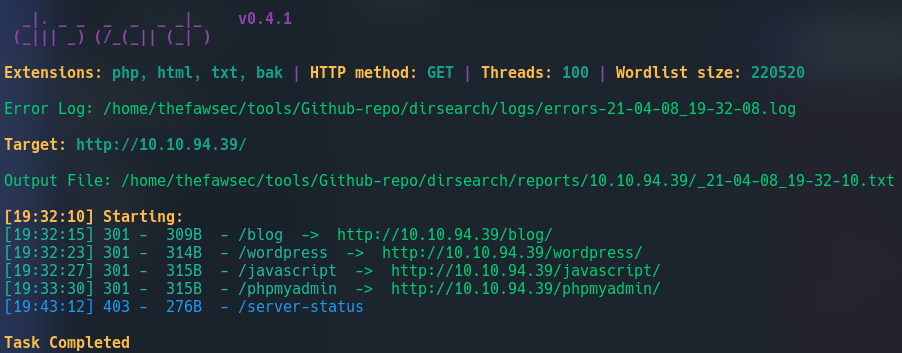 _|. _ _  _  _  _ _|_    v0.4.1
(_||| _) (/_(_|| (_| )
Extensions: php, html, txt, bak | HTTP method: GET | Threads: 100 | Wordlist size: 220520
Error Log: /home/thefawsec/tools/Github-repo/dirsearch/logs/errors-21-04-08_19-32-08.log
Target: http://10.10.94.39/
Output File: /home/thefawsec/tools/Github-repo/dirsearch/reports/10.10.94.39/_21-04-08_19-32-10.txt
[19:32:10] Starting:
[19:32:15] 301 -  309B  - /blog  ->  http://10.10.94.39/blog/
[19:32:23] 301 -  314B  - /wordpress  ->  http://10.10.94.39/wordpress/
[19:32:27] 301 -  315B  - /javascript  ->  http://10.10.94.39/javascript/
[19:33:30] 301 -  315B  - /phpmyadmin  ->  http://10.10.94.39/phpmyadmin/
[19:43:12] 403 -  276B  - /server-status
Task Completed